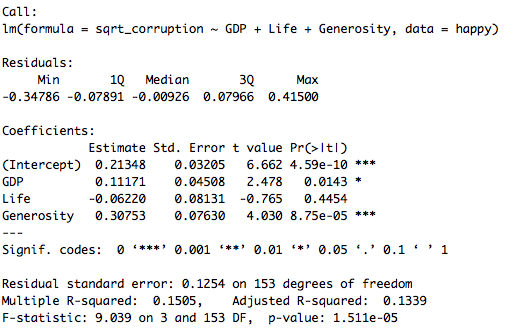 Call:
lm(formula = sqrt_corruption ~ GDP + Life + Generosity, data = happy)
Residuals:
Min 1Q Median 3Q Max
-0.34786 -0.07891 -0.00926 0.07966 0.41500
Coefficients:
Estimate Std. Error t value Pr(>|t|)
(Intercept) 0.21348 0.03205 6.662 4.59e-10 ***
GDP 0.11171 0.04508 2.478 0.0143 *
Life -0.06220 0.08131 -0.765 0.4454
Generosity 0.30753 0.07630 4.030 8.75e-05 ***
---
Signif. codes: 0 ‘***’ 0.001 ‘**’ 0.01 ‘*’ 0.05 ‘.’ 0.1 ‘ ’ 1
Residual standard error: 0.1254 on 153 degrees of freedom
Multiple R-squared: 0.1505, Adjusted R-squared: 0.1339
F-statistic: 9.039 on 3 and 153 DF, p-value: 1.511e-05